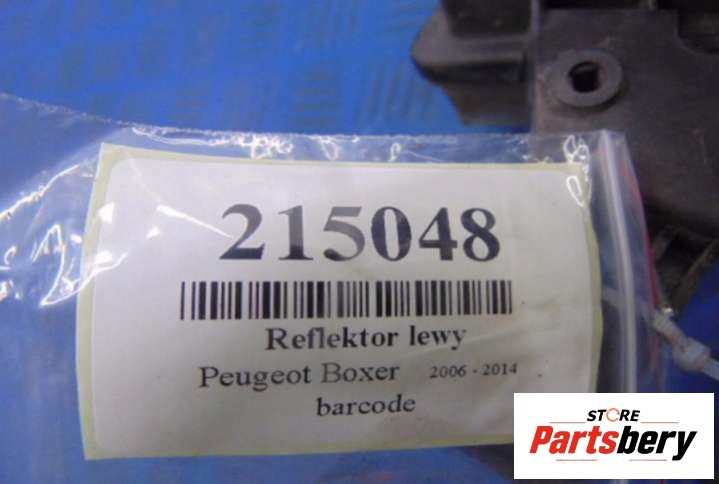 215048
Reflektor lewy
Peugeot Boxer 2006 - 2014
barcode
STORE
Partsbery